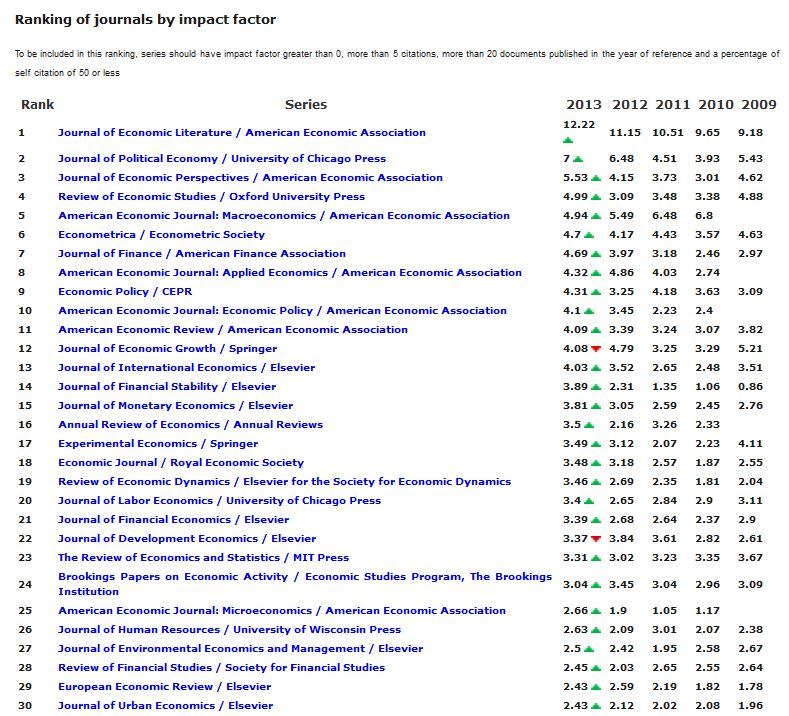 Ranking of journals by impact factor
To be included in this ranking, series should have impact factor greater than 0, more than 5 citations, more than 20 documents published in the year of reference and a percentage of
self citation of 50 or less
Rank Series 2013 2012 2011 2010 2009
1 Journal of Economic Literature / American Economic Association 12.22 11.15 10.51 9.65 9.18
2 Journal of Political Economy / University of Chicago Press 7 6.48 4.51 3.93 5.43
3 Journal of Economic Perspectives / American Economic Association 5.53 4.15 3.73 3.01 4.62
4 Review of Economic Studies / Oxford University Press 4.99 3.09 3.48 3.38 4.88
5 American Economic Journal: Macroeconomics / American Economic Association 4.94 5.49 6.48 6.8
6 Econometrica / Econometric Society 4.7 4.17 4.43 3.57 4.63
7 Journal of Finance / American Finance Association 4.69 3.97 3.18 2.46 2.97
8 American Economic Journal: Applied Economics / American Economic Association 4.32 4.86 4.03 2.74
9 Economic Policy / CEPR 4.31 3.25 4.18 3.63 3.09
10 American Economic Journal: Economic Policy / American Economic Association 4.1 3.45 2.23 2.4
11 American Economic Review / American Economic Association 4.09 3.39 3.24 3.07 3.82
12 Journal of Economic Growth / Springer 4.08 4.79 3.25 3.29 5.21
13 Journal of International Economics / Elsevier 4.03 3.52 2.65 2.48 3.51
14 Journal of Financial Stability / Elsevier 3.89 2.31 1.35 1.06 0.86
15 Journal of Monetary Economics / Elsevier 3.81 3.05 2.59 2.45 2.76
16 Annual Review of Economics / Annual Reviews 3.5 2.16 3.26 2.33
17 Experimental Economics / Springer 3.49 3.12 2.07 2.23 4.11
18 Economic Journal / Royal Economic Society 3.48 3.18 2.57 1.87 2.55
19 Review of Economic Dynamics / Elsevier for the Society for Economic Dynamics 3.46 2.69 2.35 1.81 2.04
20 Journal of Labor Economics / University of Chicago Press 3.4 2.65 2.84 2.9 3.11
21 Journal of Financial Economics / Elsevier 3.39 2.68 2.64 2.37 2.9
22 Journal of Development Economics / Elsevier 3.37 3.84 3.61 2.82 2.61
23 The Review of Economics and Statistics / MIT Press 3.31 3.02 3.23 3.35 3.67
24 Brookings Papers on Economic Activity / Economic Studies Program, The Brookings
Institution 3.04 3.45 3.04 2.96 3.09
25 American Economic Journal: Microeconomics / American Economic Association 2.66 1.9 1.05 1.17
26 Journal of Human Resources / University of Wisconsin Press 2.63 2.09 3.01 2.07 2.38
27 Journal of Environmental Economics and Management / Elsevier 2.5 2.42 1.95 2.58 2.67
28 Review of Financial Studies / Society for Financial Studies 2.45 2.03 2.65 2.55 2.64
29 European Economic Review / Elsevier 2.43 2.59 2.19 1.82 1.78
30 Journal of Urban Economics / Elsevier 2.43 2.12 2.02 2.08 1.96